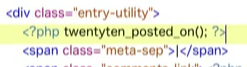 <div class="entry-utility">
<?php twentyten_posted_on(); ?>
<span class="meta-sep">|</span>